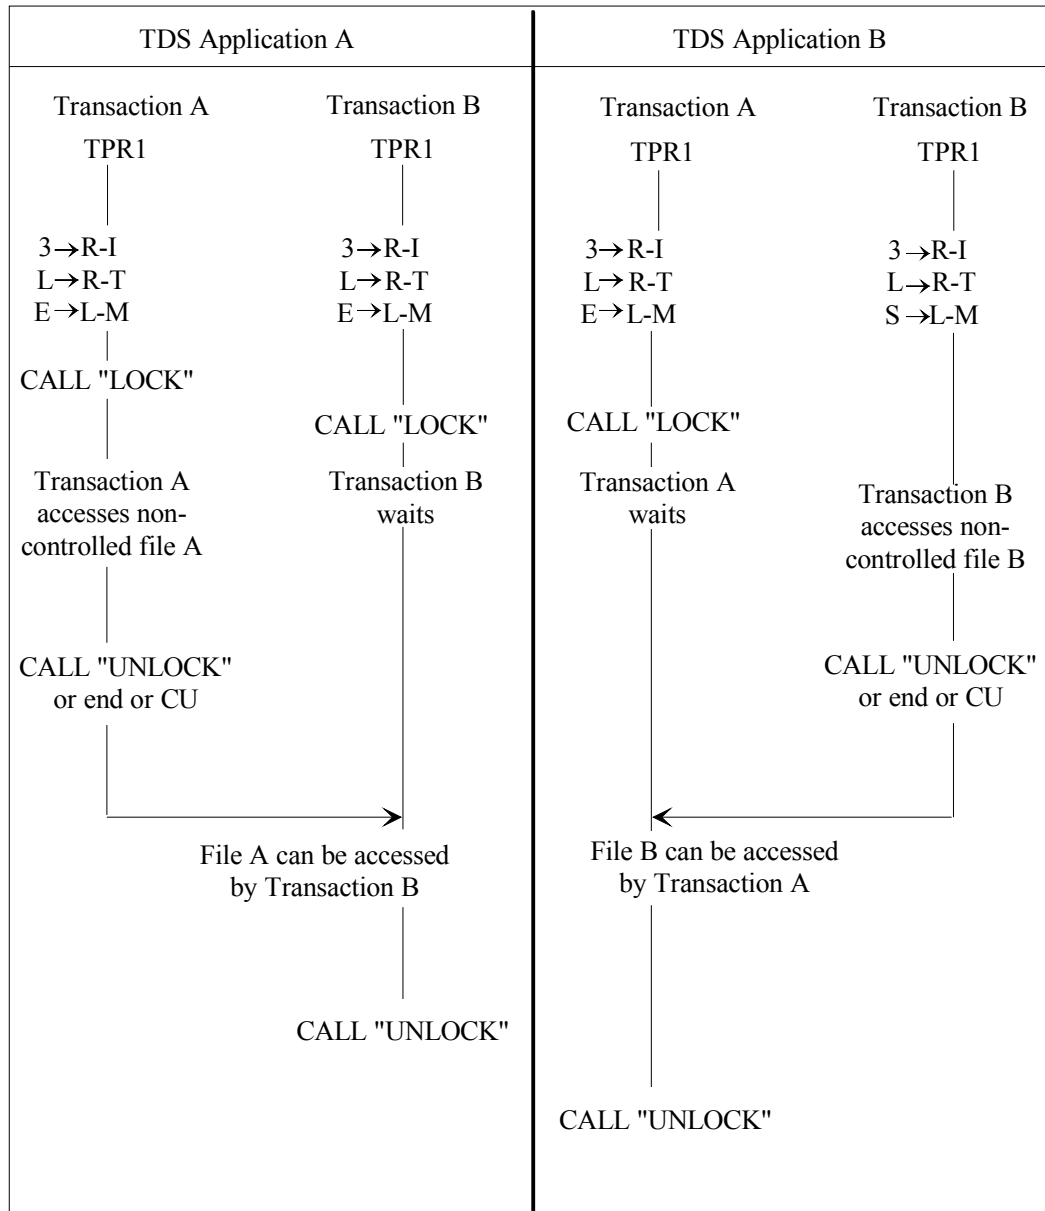 TDS Application A
TDS Application B
Transaction A
Transaction B
Transaction A
Transaction B
TPR1
TPR1
TPR1
TPR1
3→R-I
L→R-T
E→L-M
3→R-I
L→R-T
E→L-M
3→R-I
L→R-T
E→L-M
3→R-I
L→R-T
S→L-M
CALL "LOCK"
CALL "LOCK"
CALL "LOCK"
Transaction A
accesses non-
controlled file A
Transaction B
waits
Transaction A
waits
Transaction B
accesses non-
controlled file B
CALL "UNLOCK"
or end or CU
CALL "UNLOCK"
or end or CU
File A can be accessed
by Transaction B
File B can be accessed
by Transaction A
CALL "UNLOCK"
CALL "UNLOCK"